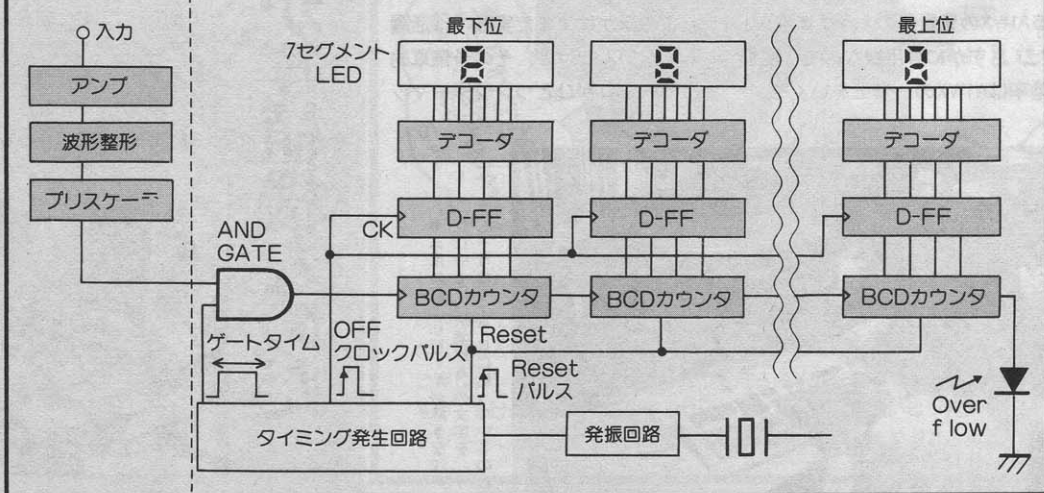 入力
アンプ
波形整形
プリスケーラ
7セグメント
LED
最下位
最上位
デコーダ
デコーダ
デコーダ
CK
D-FF
D-FF
D-FF
AND
GATE
BCDカウンタ
BCDカウンタ
BCDカウンタ
ゲートタイム
OFF
クロックパルス
Reset
Reset
パルス
タイミング発生回路
発振回路
Over
flow